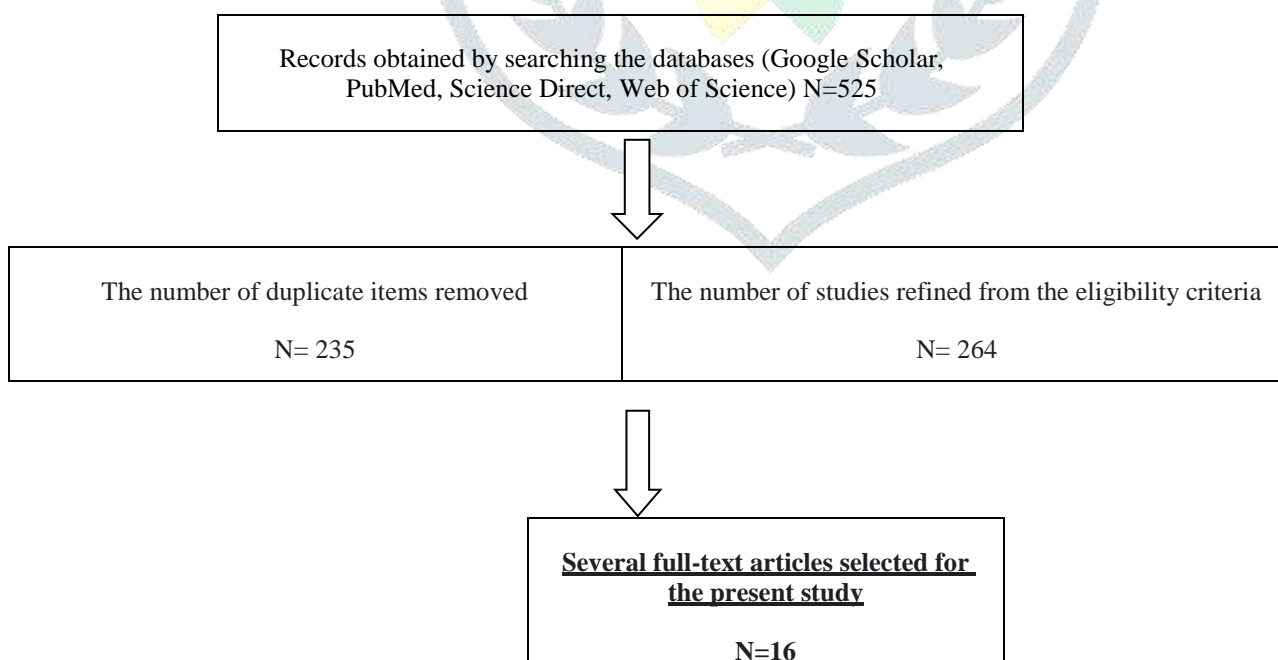 Records obtained by searching the databases (Google Scholar,
PubMed, Science Direct, Web of Science) N=525
The number of duplicate items removed
N= 235
The number of studies refined from the eligibility criteria
N= 264
Several full-text articles selected for
the present study
N=16